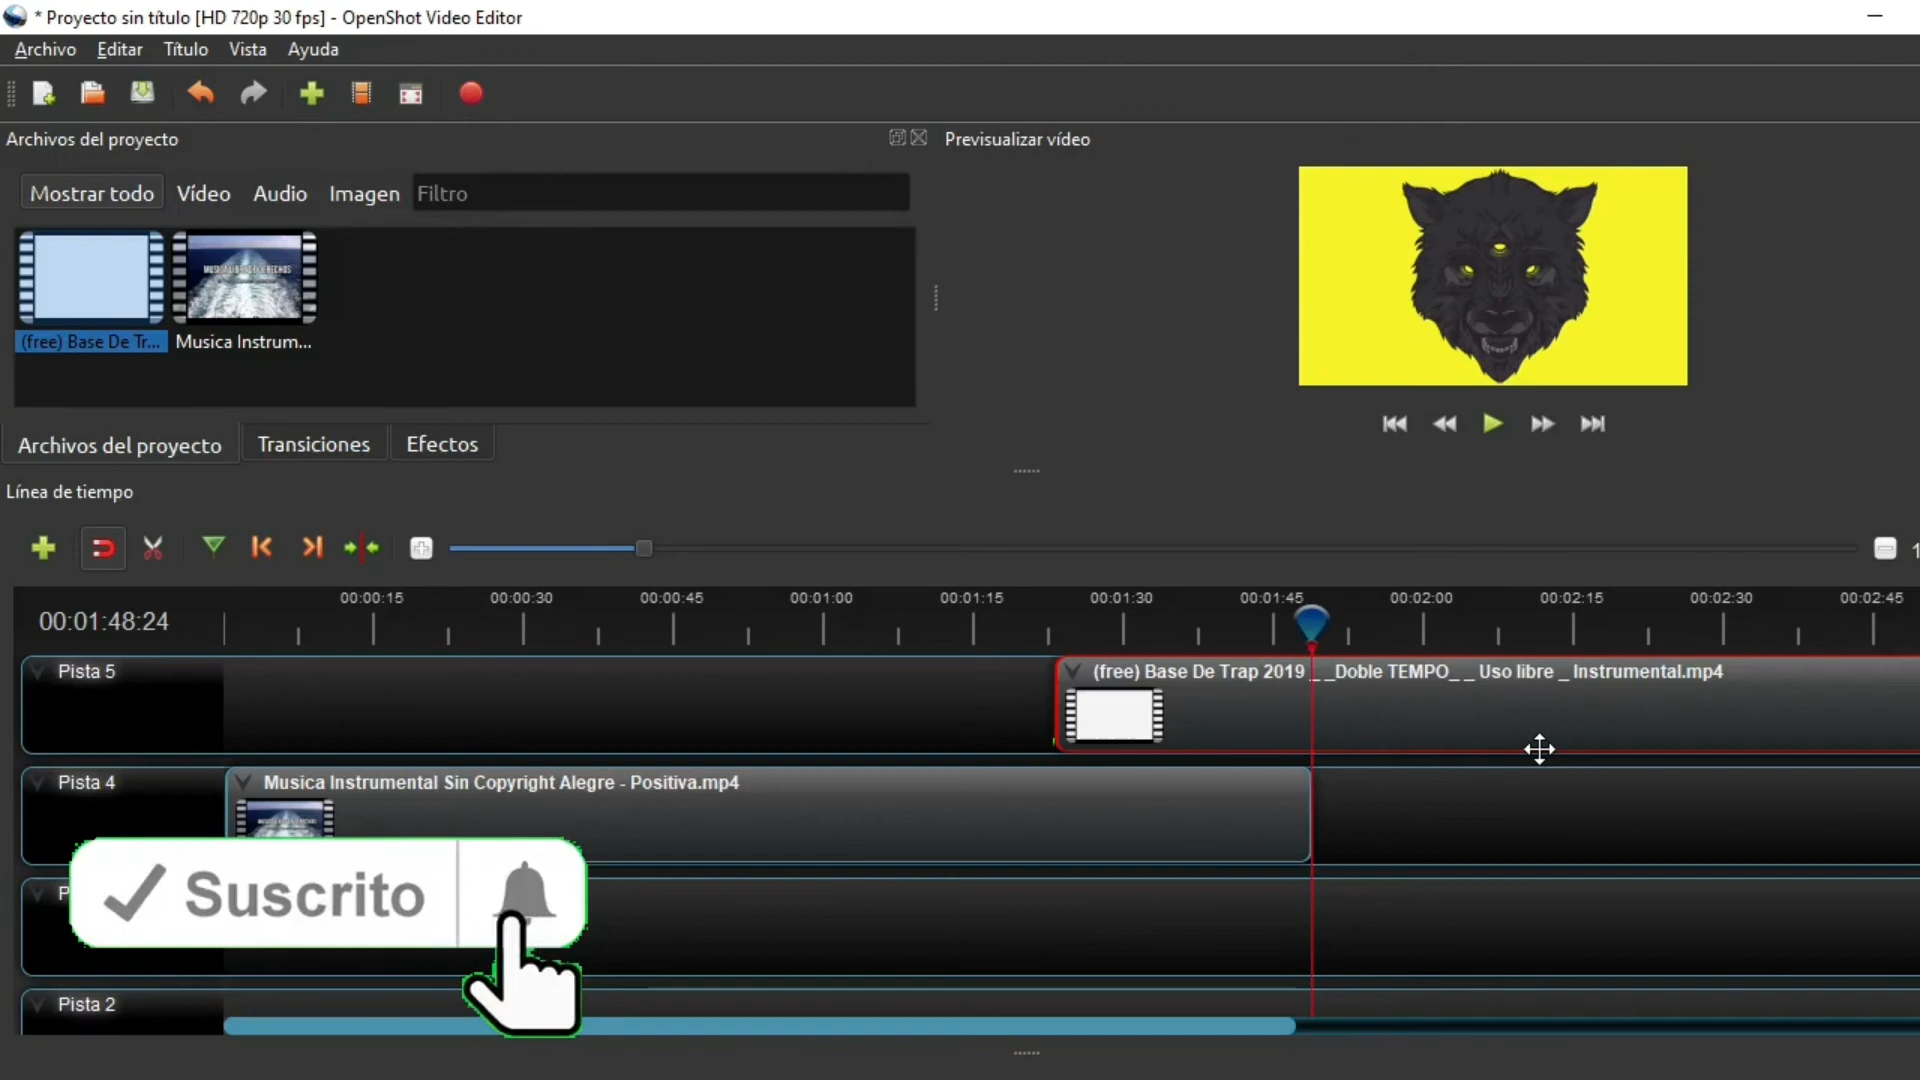 * Proyecto sin título [HD 720p 30 fps] - OpenShot Video Editor
Archivo Editar Título Vista Ayuda
Archivos del proyecto
Previsualizar vídeo
Mostrar todo Vídeo Audio Imagen Filtro
MUSICA LIBRE DE DERECHOS
(free) Base De Tr... Musica Instrum...
Archivos del proyecto Transiciones Efectos
Línea de tiempo
1
00:01:48:24
00:00:15 00:00:30 00:00:45 00:01:00 00:01:15 00:01:30 00:01:45 00:02:00 00:02:15 00:02:30 00:02:45
Pista 5
(free) Base De Trap 2019 _ _Doble TEMPO_ _ Uso libre _ Instrumental.mp4
Pista 4
Musica Instrumental Sin Copyright Alegre - Positiva.mp4
P
Suscrito
Pista 2